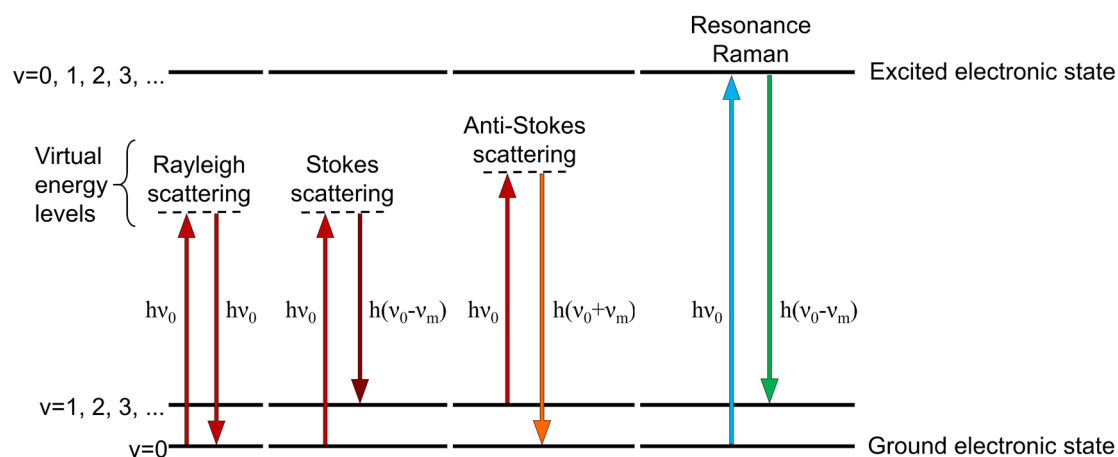 Resonance
Raman
v=0, 1, 2, 3, ...
Excited electronic state
Virtual
energy
levels
Rayleigh
scattering
Stokes
scattering
Anti-Stokes
scattering
hν₀
hν₀
hν₀
h(ν₀-νₘ)
hν₀
h(ν₀+νₘ)
hν₀
h(ν₀-νₘ)
v=1, 2, 3, ...
v=0
Ground electronic state